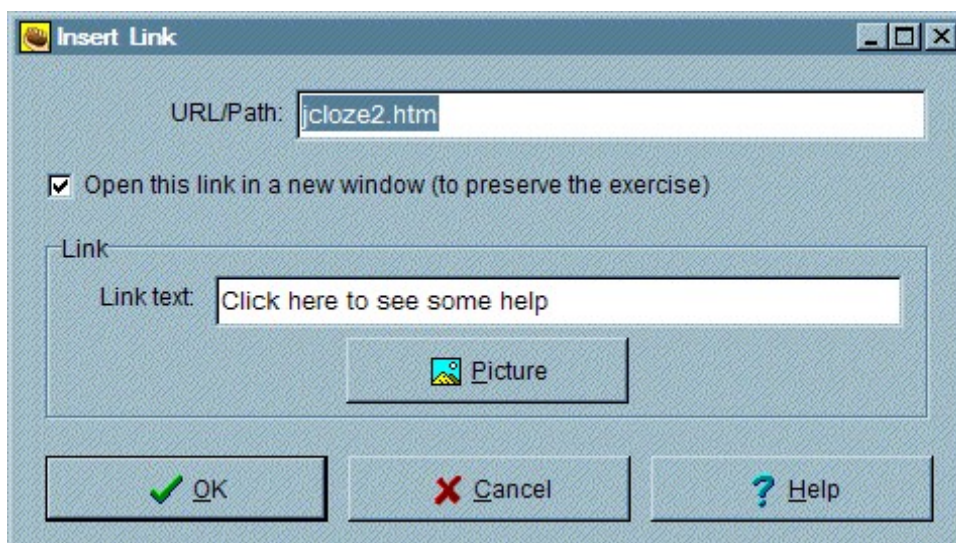 Insert Link
URL/Path: jcloze2.htm
Open this link in a new window (to preserve the exercise)
Link
Link text: Click here to see some help
Picture
OK Cancel Help